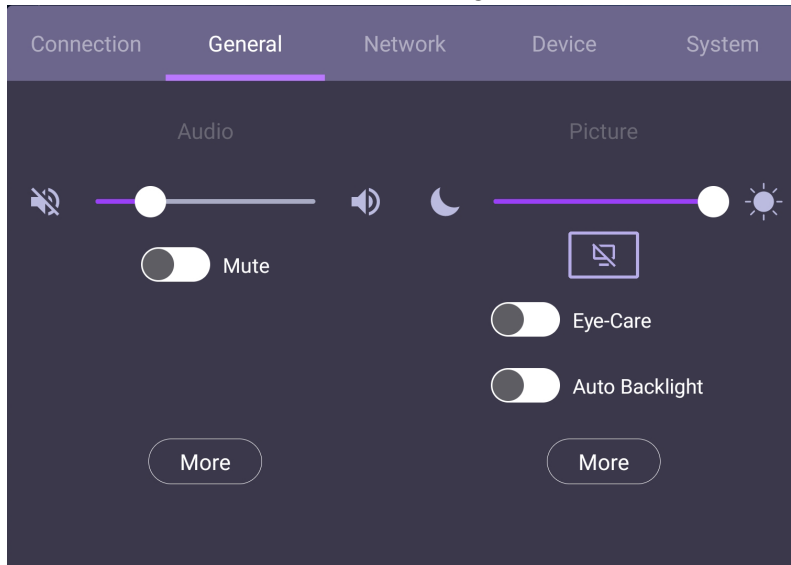 Connection General Network Device System
Audio Picture
Mute
Eye-Care
Auto Backlight
More More